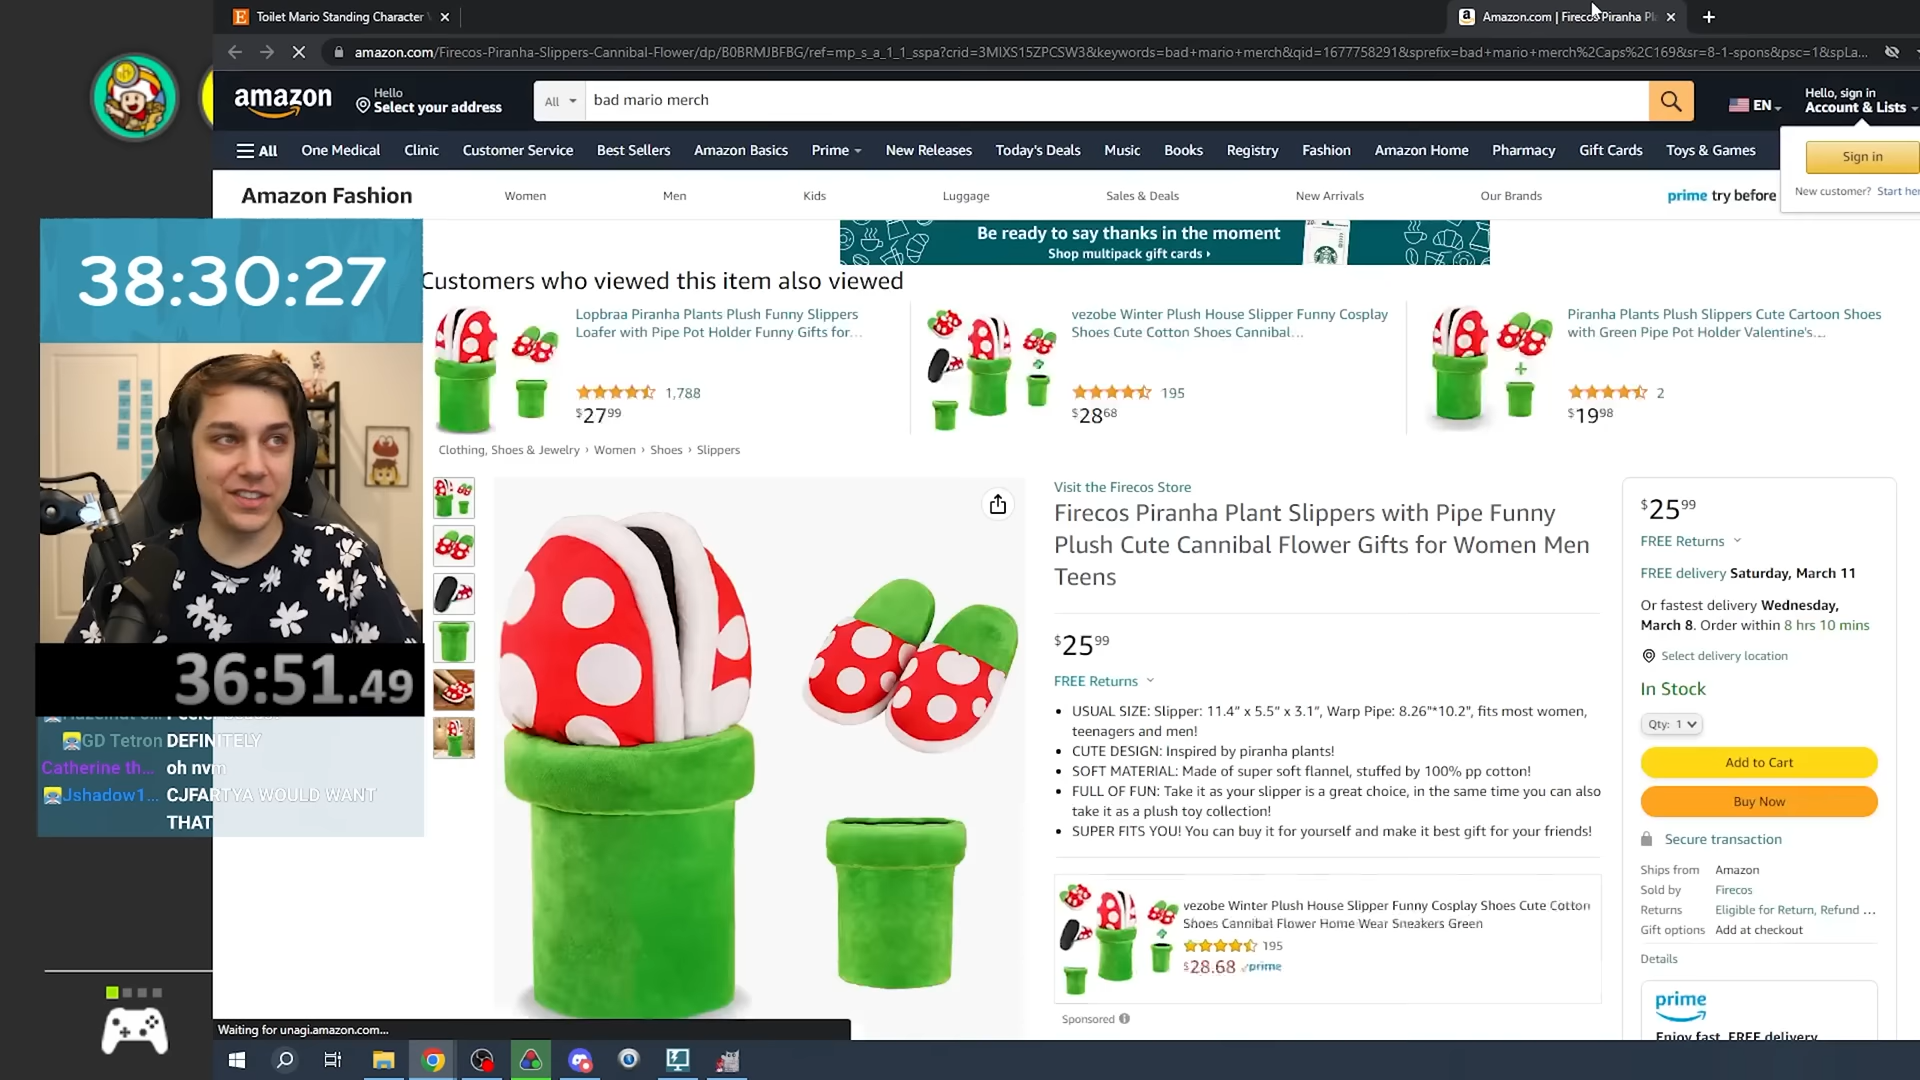 Toilet Mario Standing Character
Amazon.com | Firecos Piranha Pl
amazon.com/Firecos-Piranha-Slippers-Cannibal-Flower/dp/B0BRMJBFBG/ref=mp_s_a_1_1_sspa?crid=3MIXS15ZPCSW3&keywords=bad+mario+merch&qid=1677758291&sprefix=bad+mario+merch%2Caps%2C169&sr=8-1-spons&psc=1&spLa...
amazon
Hello
Select your address
All
bad mario merch
EN
Hello, sign in
Account & Lists
All
One Medical
Clinic
Customer Service
Best Sellers
Amazon Basics
Prime
New Releases
Today's Deals
Music
Books
Registry
Fashion
Amazon Home
Pharmacy
Gift Cards
Toys & Games
Sign in
New customer? Start her
Amazon Fashion
Women
Men
Kids
Luggage
Sales & Deals
New Arrivals
Our Brands
prime try before
Be ready to say thanks in the moment
Shop multipack gift cards ›
38:30:27
Customers who viewed this item also viewed
Lopbraa Piranha Plants Plush Funny Slippers
Loafer with Pipe Pot Holder Funny Gifts for...
1,788
$27 99
vezobe Winter Plush House Slipper Funny Cosplay
Shoes Cute Cotton Shoes Cannibal...
195
$28 68
Piranha Plants Plush Slippers Cute Cartoon Shoes
with Green Pipe Pot Holder Valentine's...
2
$19 98
Clothing, Shoes & Jewelry › Women › Shoes › Slippers
Visit the Firecos Store
Firecos Piranha Plant Slippers with Pipe Funny
Plush Cute Cannibal Flower Gifts for Women Men
Teens
$25 99
FREE Returns
• USUAL SIZE: Slipper: 11.4" x 5.5" x 3.1", Warp Pipe: 8.26"*10.2", fits most women,
teenagers and men!
• CUTE DESIGN: Inspired by piranha plants!
• SOFT MATERIAL: Made of super soft flannel, stuffed by 100% pp cotton!
• FULL OF FUN: Take it as your slipper is a great choice, in the same time you can also
take it as a plush toy collection!
• SUPER FITS YOU! You can buy it for yourself and make it best gift for your friends!
vezobe Winter Plush House Slipper Funny Cosplay Shoes Cute Cotton
Shoes Cannibal Flower Home Wear Sneakers Green
195
$28.68 prime
Sponsored
$25 99
FREE Returns
FREE delivery Saturday, March 11
Or fastest delivery Wednesday,
March 8. Order within 8 hrs 10 mins
Select delivery location
In Stock
Qty: 1
Add to Cart
Buy Now
Secure transaction
Ships from Amazon
Sold by Firecos
Returns Eligible for Return, Refund ...
Gift options Add at checkout
Details
prime
Enjoy fast, FREE delivery
36:51.49
GD Tetron DEFINITELY
Catherine th... oh nvm
Jshadow1... CJFARTYA WOULD WANT
THAT
Waiting for unagi.amazon.com...